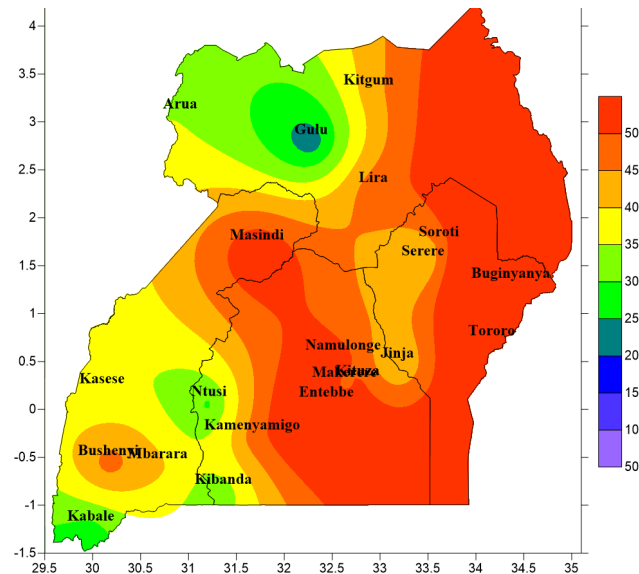 4
3.5
Kitgum
Arua
3
Gulu
2.5
Lira
2
Masindi
Soroti
Serere
1.5
Buginyanya
1
Tororo
Namulonge
Jinja
0.5
Makerere
Kituza
Kasese
Ntusi
Entebbe
0
Kamenyamigo
Bushenyi
Mbarara
-0.5
Kibanda
-1
Kabale
-1.5
29.5 30 30.5 31 31.5 32 32.5 33 33.5 34 34.5 35
50
45
40
35
30
25
20
15
10
50